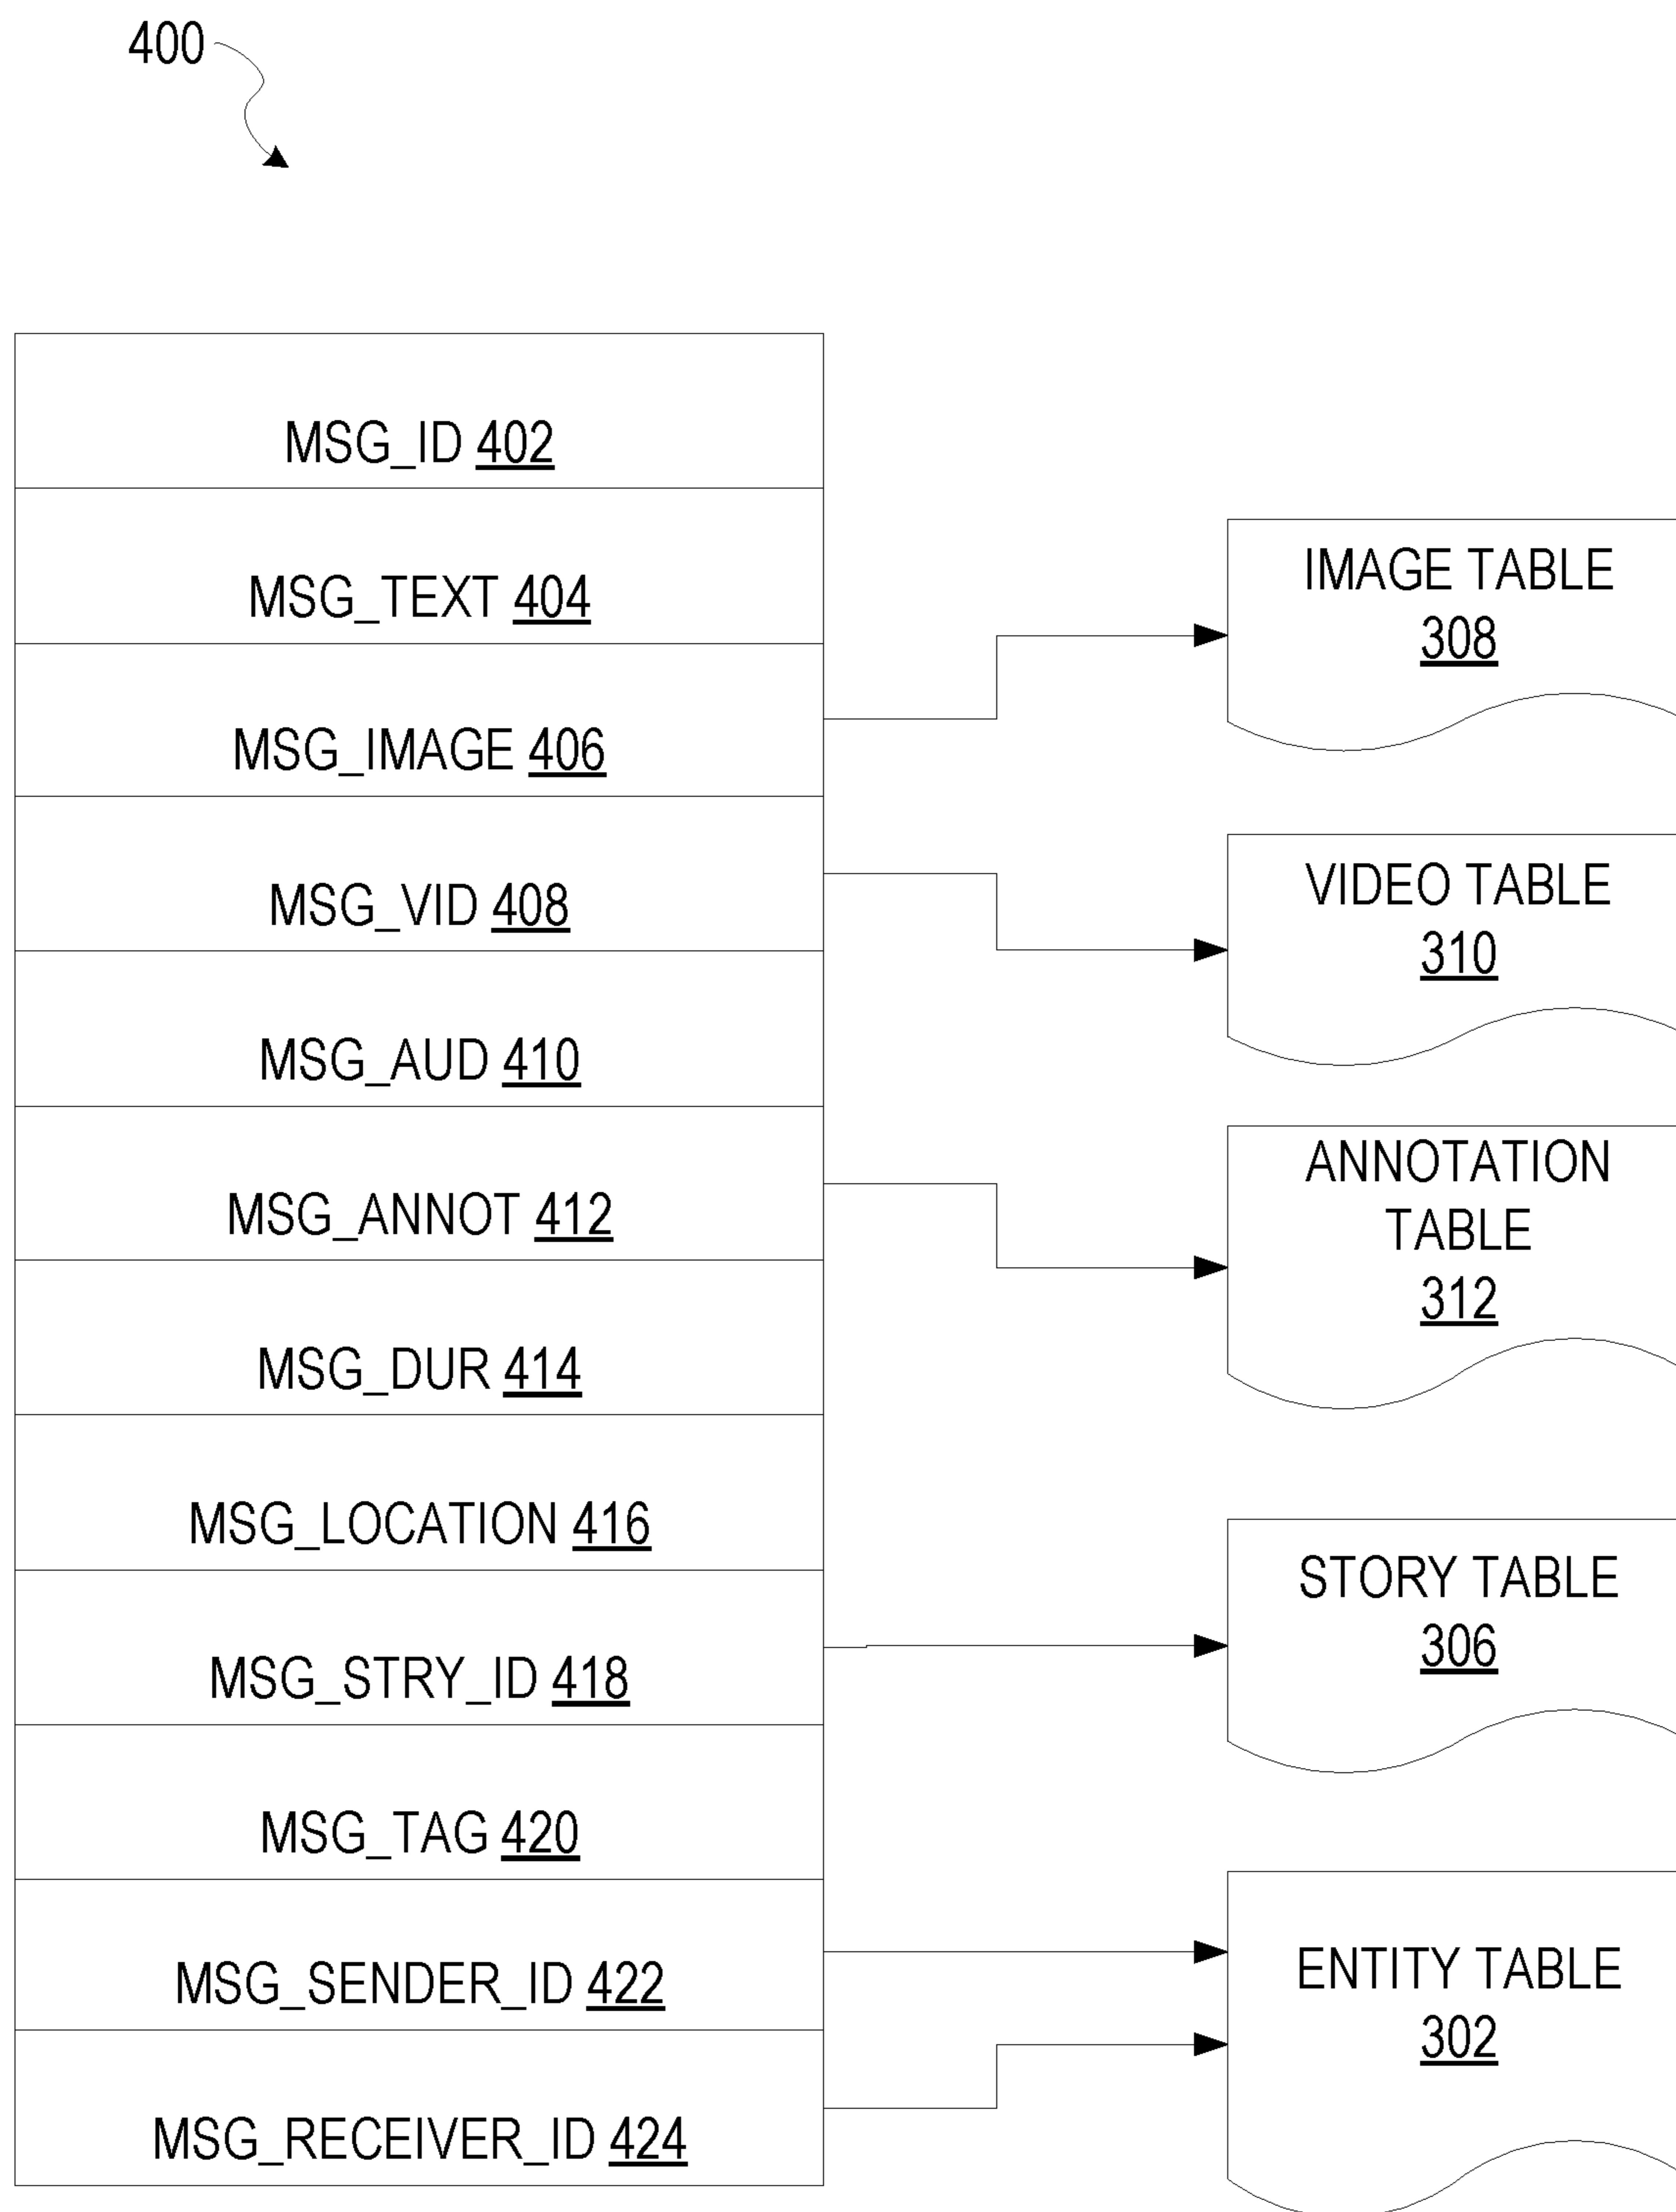 400
MSG_ID 402
MSG_TEXT 404
MSG_IMAGE 406
MSG_VID 408
MSG_AUD 410
MSG_ANNOT 412
MSG_DUR 414
MSG_LOCATION 416
MSG_STRY_ID 418
MSG_TAG 420
MSG_SENDER_ID 422
MSG_RECEIVER_ID 424
IMAGE TABLE
308
VIDEO TABLE
310
ANNOTATION
TABLE
312
STORY TABLE
306
ENTITY TABLE
302